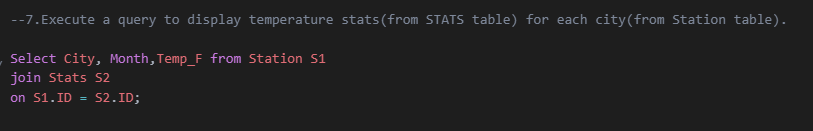 --7.Execute a query to display temperature stats(from STATS table) for each city(from Station table).
Select City, Month,Temp_F from Station S1
join Stats S2
on S1.ID = S2.ID;